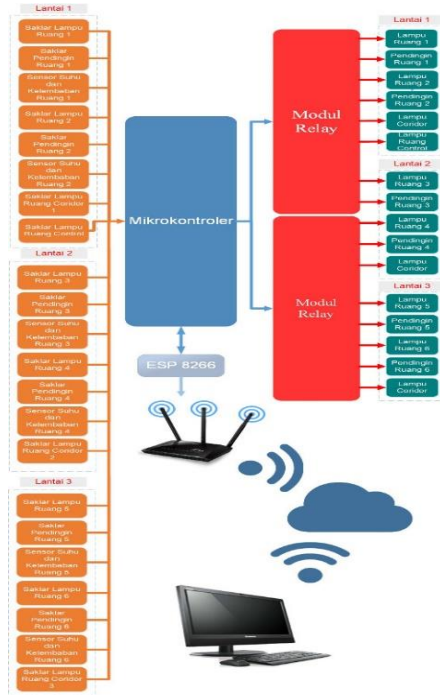 Lantai 1
Saklar Lampu
Ruang 1
Saklar
Pendingin
Ruang 1
Sensor Suhu
dan
Kelembaban
Ruang 1
Saklar Lampu
Ruang 2
Saklar
Pendingin
Ruang 2
Sensor Suhu
dan
Kelembaban
Ruang 2
Saklar Lampu
Ruang Coridor
1
Saklar Lampu
Ruang Control
Lantai 2
Saklar Lampu
Ruang 3
Saklar
Pendingin
Ruang 3
Sensor Suhu
dan
Kelembaban
Ruang 3
Saklar Lampu
Ruang 4
Saklar
Pendingin
Ruang 4
Sensor Suhu
dan
Kelembaban
Ruang 4
Saklar Lampu
Ruang Coridor
2
Lantai 3
Saklar Lampu
Ruang 5
Saklar
Pendingin
Ruang 5
Sensor Suhu
dan
Kelembaban
Ruang 5
Saklar Lampu
Ruang 6
Saklar
Pendingin
Ruang 6
Sensor Suhu
dan
Kelembaban
Ruang 6
Saklar Lampu
Ruang Coridor
3
Mikrokontroler
ESP 8266
Modul
Relay
Modul
Relay
Lantai 1
Lampu
Ruang 1
Pendingin
Ruang 1
Lampu
Ruang 2
Pendingin
Ruang 2
Lampu
Coridor
Lampu
Ruang
Control
Lantai 2
Lampu
Ruang 3
Pendingin
Ruang 3
Lampu
Ruang 4
Pendingin
Ruang 4
Lampu
Coridor
Lantai 3
Lampu
Ruang 5
Pendingin
Ruang 5
Lampu
Ruang 6
Pendingin
Ruang 6
Lampu
Coridor